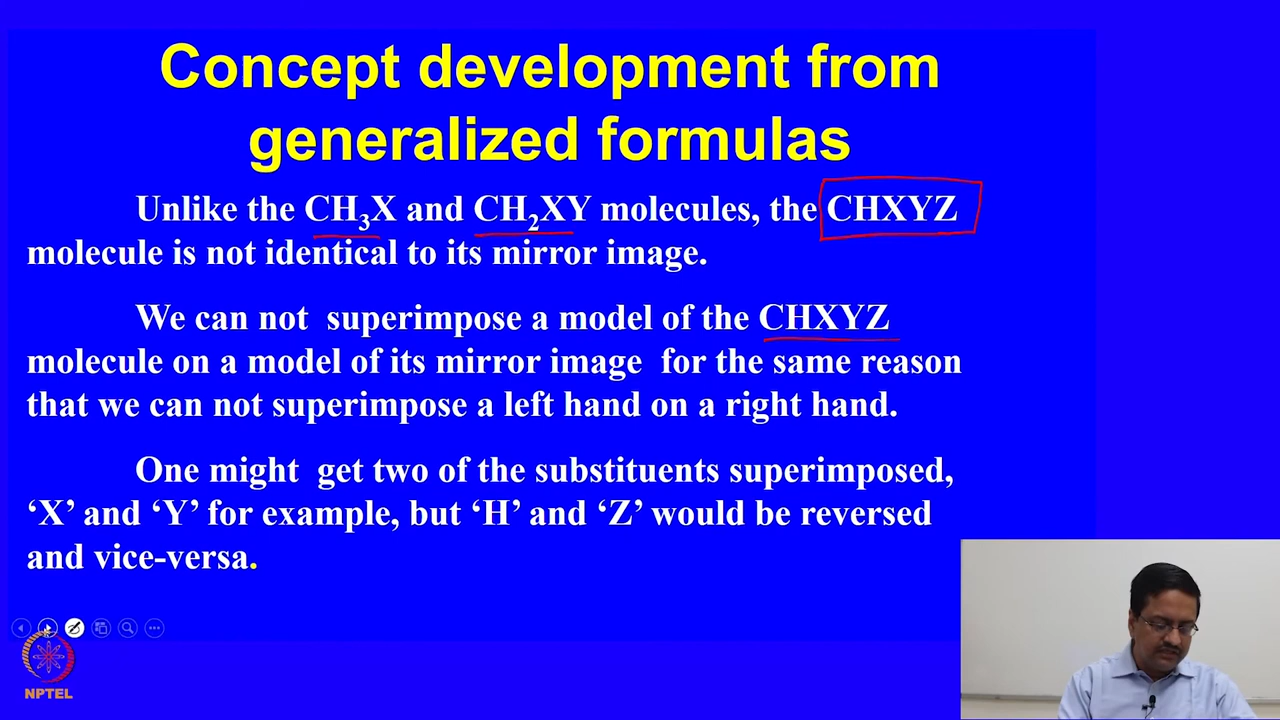 Concept development from
generalized formulas
Unlike the CH₃X and CH₂XY molecules, the CHXYZ
molecule is not identical to its mirror image.
We can not superimpose a model of the CHXYZ
molecule on a model of its mirror image for the same reason
that we can not superimpose a left hand on a right hand.
One might get two of the substituents superimposed,
‘X’ and ‘Y’ for example, but ‘H’ and ‘Z’ would be reversed
and vice-versa.
NPTEL